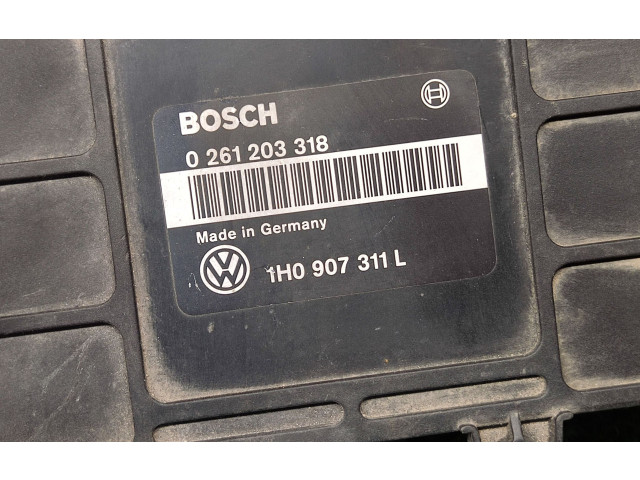 BOSCH
0 261 203 318
Made in Germany
1H0 907 311 L